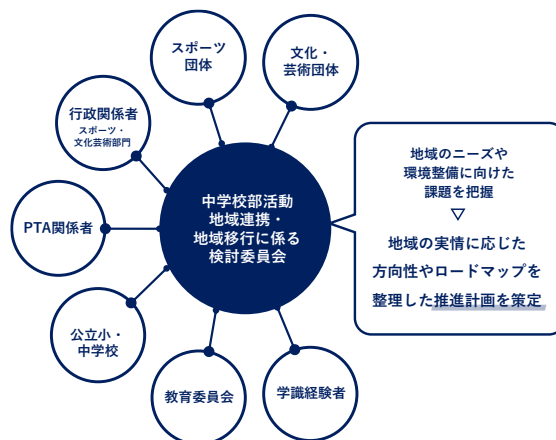 スポーツ
団体
文化・
芸術団体
行政関係者
スポーツ・
文化芸術部門
PTA関係者
公立小・
中学校
教育委員会
学識経験者
中学校部活動
地域連携・
地域移行に係る
検討委員会
地域のニーズや
環境整備に向けた
課題を把握
▽
地域の実情に応じた
方向性やロードマップを
整理した推進計画を策定